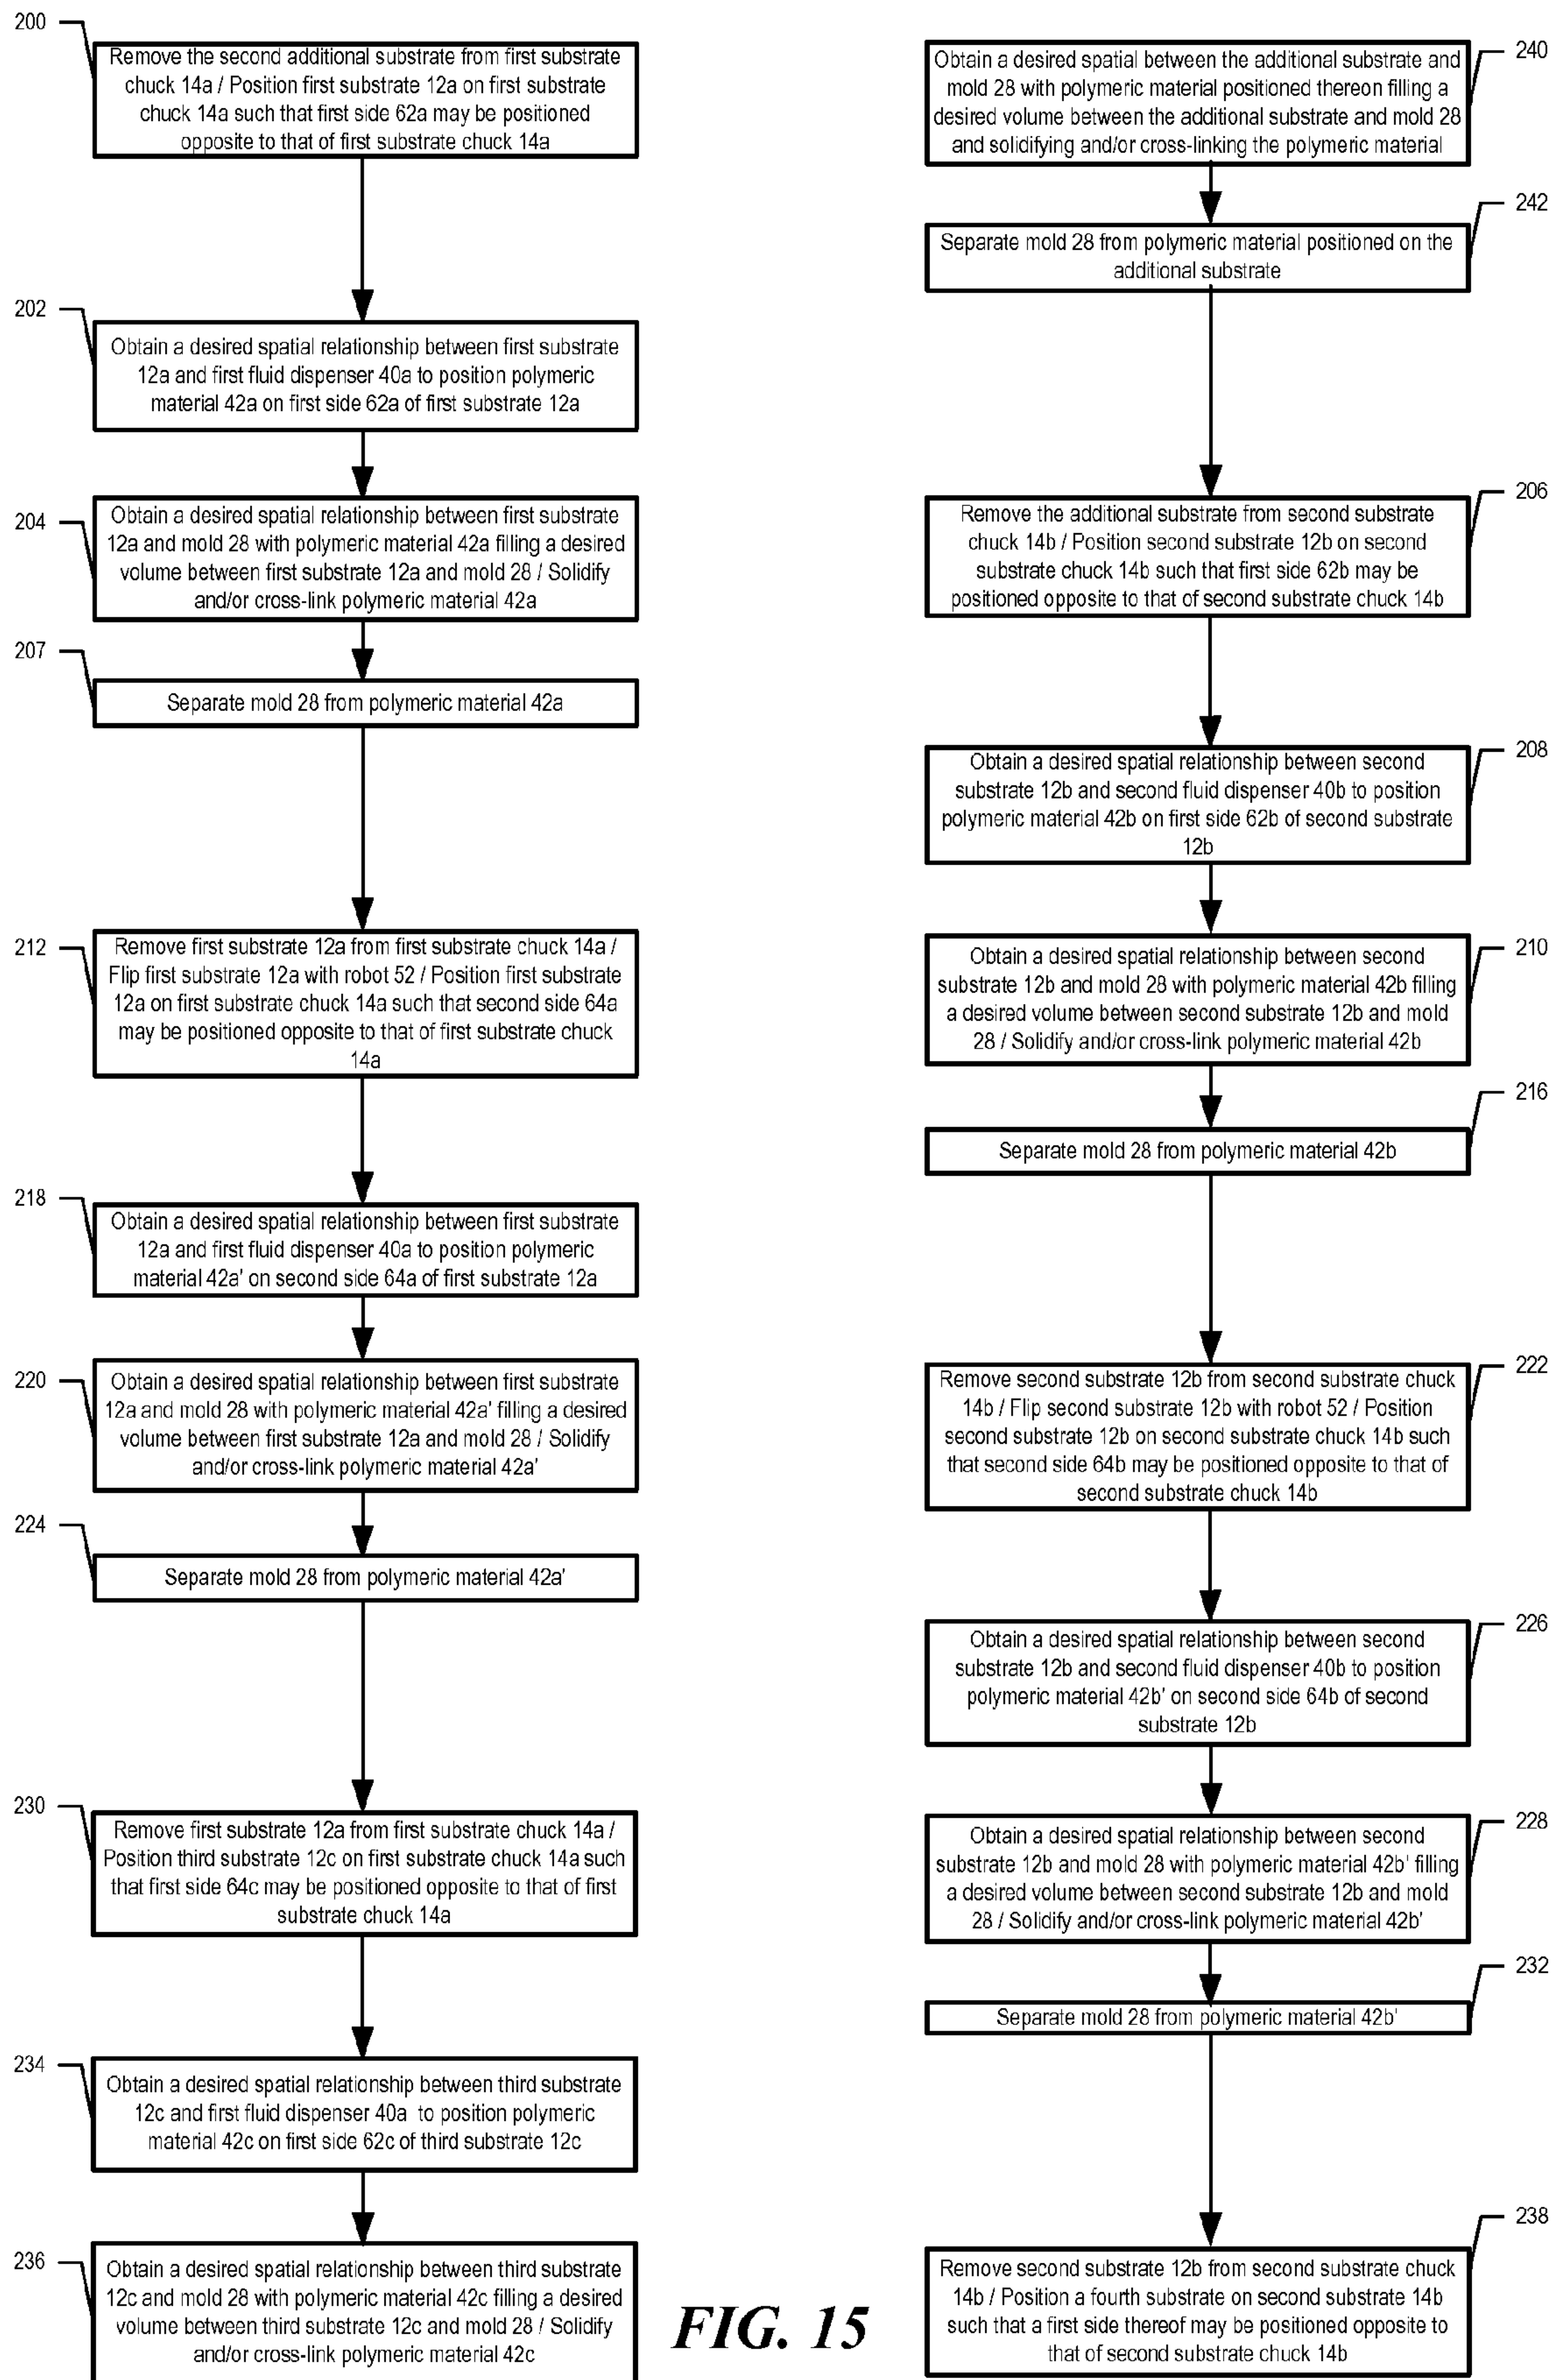 200
Remove the second additional substrate from first substrate
chuck 14a / Position first substrate 12a on first substrate
chuck 14a such that first side 62a may be positioned
opposite to that of first substrate chuck 14a
202
Obtain a desired spatial relationship between first substrate
12a and first fluid dispenser 40a to position polymeric
material 42a on first side 62a of first substrate 12a
204
Obtain a desired spatial relationship between first substrate
12a and mold 28 with polymeric material 42a filling a desired
volume between first substrate 12a and mold 28 / Solidify
and/or cross-link polymeric material 42a
207
Separate mold 28 from polymeric material 42a
212
Remove first substrate 12a from first substrate chuck 14a /
Flip first substrate 12a with robot 52 / Position first substrate
12a on first substrate chuck 14a such that second side 64a
may be positioned opposite to that of first substrate chuck
14a
218
Obtain a desired spatial relationship between first substrate
12a and first fluid dispenser 40a to position polymeric
material 42a' on second side 64a of first substrate 12a
220
Obtain a desired spatial relationship between first substrate
12a and mold 28 with polymeric material 42a' filling a desired
volume between first substrate 12a and mold 28 / Solidify
and/or cross-link polymeric material 42a'
224
Separate mold 28 from polymeric material 42a'
230
Remove first substrate 12a from first substrate chuck 14a /
Position third substrate 12c on first substrate chuck 14a such
that first side 64c may be positioned opposite to that of first
substrate chuck 14a
234
Obtain a desired spatial relationship between third substrate
12c and first fluid dispenser 40a to position polymeric
material 42c on first side 62c of third substrate 12c
236
Obtain a desired spatial relationship between third substrate
12c and mold 28 with polymeric material 42c filling a desired
volume between third substrate 12c and mold 28 / Solidify
and/or cross-link polymeric material 42c
240
Obtain a desired spatial between the additional substrate and
mold 28 with polymeric material positioned thereon filling a
desired volume between the additional substrate and mold 28
and solidifying and/or cross-linking the polymeric material
242
Separate mold 28 from polymeric material positioned on the
additional substrate
206
Remove the additional substrate from second substrate
chuck 14b / Position second substrate 12b on second
substrate chuck 14b such that first side 62b may be
positioned opposite to that of second substrate chuck 14b
208
Obtain a desired spatial relationship between second
substrate 12b and second fluid dispenser 40b to position
polymeric material 42b on first side 62b of second substrate
12b
210
Obtain a desired spatial relationship between second
substrate 12b and mold 28 with polymeric material 42b filling
a desired volume between second substrate 12b and mold
28 / Solidify and/or cross-link polymeric material 42b
216
Separate mold 28 from polymeric material 42b
222
Remove second substrate 12b from second substrate chuck
14b / Flip second substrate 12b with robot 52 / Position
second substrate 12b on second substrate chuck 14b such
that second side 64b may be positioned opposite to that of
second substrate chuck 14b
226
Obtain a desired spatial relationship between second
substrate 12b and second fluid dispenser 40b to position
polymeric material 42b' on second side 64b of second
substrate 12b
228
Obtain a desired spatial relationship between second
substrate 12b and mold 28 with polymeric material 42b' filling
a desired volume between second substrate 12b and mold
28 / Solidify and/or cross-link polymeric material 42b'
232
Separate mold 28 from polymeric material 42b'
238
Remove second substrate 12b from second substrate chuck
14b / Position a fourth substrate on second substrate 14b
such that a first side thereof may be positioned opposite to
that of second substrate chuck 14b
FIG. 15